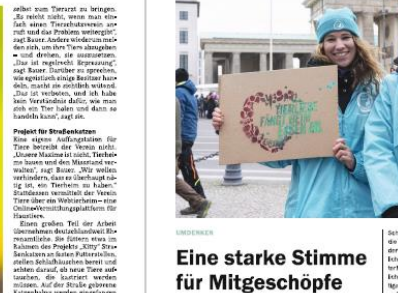 selbst zum Tierarzt zu bringen.
„Es reicht nicht, wenn man ein-
fach einen Tierschutzverein an-
ruft und das Problem weitergibt“,
sagt Bauer. Andere wiederum mel-
den sich, um ihre Tiere abzugeben
– und drohen, sie auszusetzen.
„Das ist regelrecht Erpressung“,
sagt Bauer. Darüber zu sprechen,
wie egoistisch einige Besitzer han-
deln, macht sie sichtlich wütend.
„Das ist verboten, und ich habe
kein Verständnis dafür, wie man
sich ein Tier halten und dann so
handeln kann“, sagt sie.
Projekt für Straßenkatzen
Eine eigene Auffangstation für
Tiere betreibt der Verein nicht.
„Unsere Maxime ist nicht, Tierhei-
me bauen und den Missstand ver-
walten“, sagt Bauer. „Wir wollen
verhindern, dass es überhaupt nö-
tig ist, ein Tierheim zu haben.“
Stattdessen vermittelt der Verein
Tiere über ein Webtierheim – eine
Online-Vermittlungsplattform für
Haustiere.
Einen großen Teil der Arbeit
übernehmen deutschlandweit Eh-
renamtliche. Sie füttern etwa im
Rahmen des Projekts „Kitty“ Stra-
ßenkatzen an festen Futterstellen,
stellen Schlafhäuschen bereit und
achten darauf, ob neue Tiere auf-
tauchen, die kastriert werden
müssen. Auf der Straße geborene
TIERLIEBE
FÄNGT BEIM
ESSEN AN
UMDENKEN
Eine starke Stimme
für Mitgeschöpfe